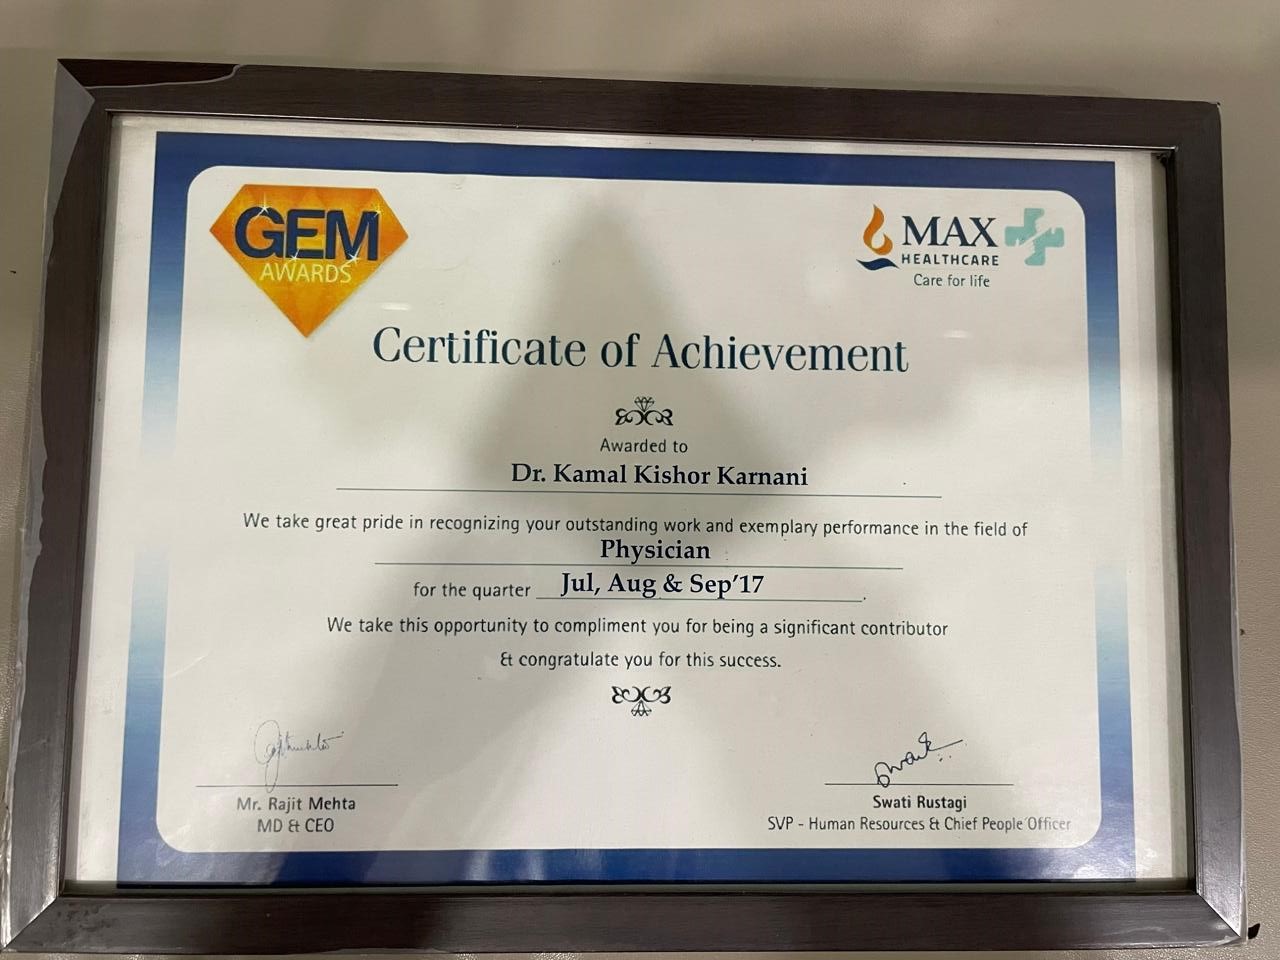 GEM
AWARDS
MAX
HEALTHCARE
Care for life
Certificate of Achievement
Awarded to
Dr. Kamal Kishor Karnani
We take great pride in recognizing your outstanding work and exemplary performance in the field of
Physician
for the quarter Jul, Aug & Sep'17.
We take this opportunity to compliment you for being a significant contributor
& congratulate you for this success.
Mr. Rajit Mehta
MD & CEO
Swati Rustagi
SVP - Human Resources & Chief People Officer